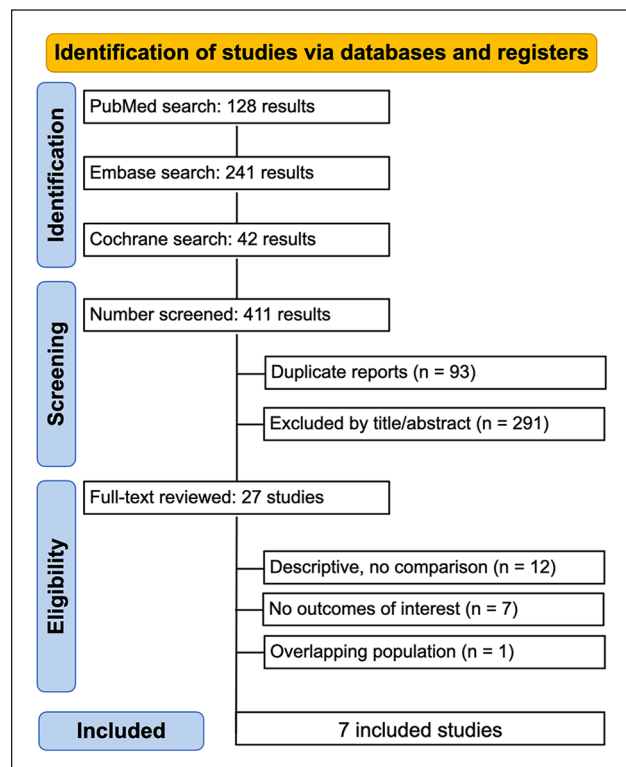 Identification of studies via databases and registers
Identification
PubMed search: 128 results
Embase search: 241 results
Cochrane search: 42 results
Screening
Number screened: 411 results
Duplicate reports (n = 93)
Excluded by title/abstract (n = 291)
Eligibility
Full-text reviewed: 27 studies
Descriptive, no comparison (n = 12)
No outcomes of interest (n = 7)
Overlapping population (n = 1)
Included
7 included studies